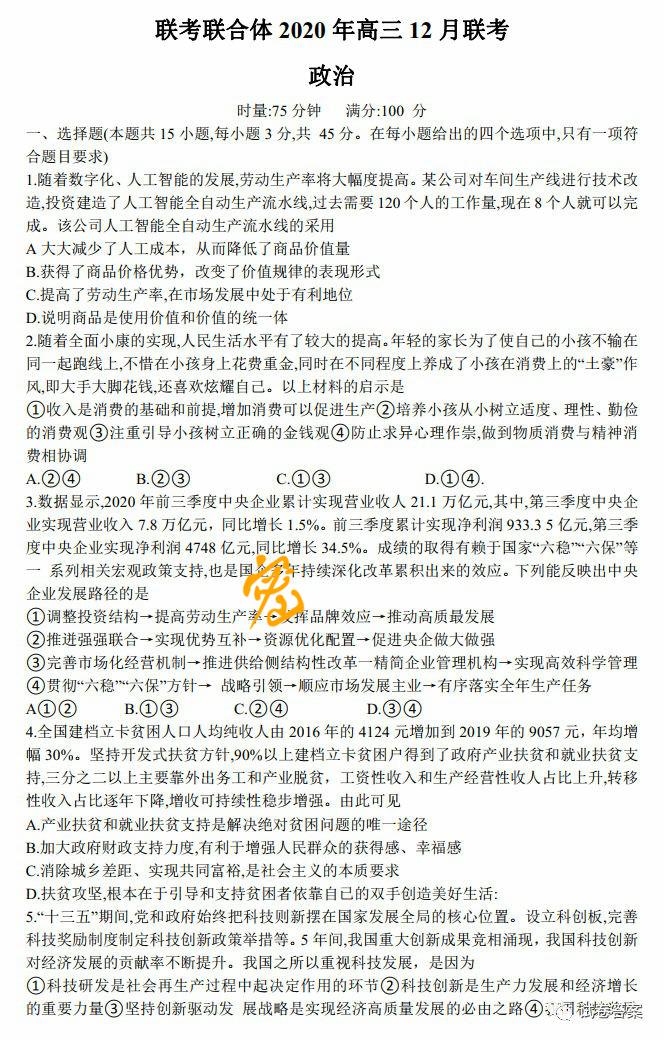 联考联合体 2020 年高三 12 月联考
政治
时量:75 分钟 满分:100 分
一、选择题(本题共 15 小题,每小题 3 分,共 45 分。在每小题给出的四个选项中,只有一项符
合题目要求)
1.随着数字化、人工智能的发展,劳动生产率将大幅度提高。某公司对车间生产线进行技术改
造,投资建造了人工智能全自动生产流水线,过去需要 120 个人的工作量,现在 8 个人就可以完
成。该公司人工智能全自动生产流水线的采用
A 大大减少了人工成本，从而降低了商品价值量
B.获得了商品价格优势，改变了价值规律的表现形式
C.提高了劳动生产率,在市场发展中处于有利地位
D.说明商品是使用价值和价值的统一体
2.随着全面小康的实现,人民生活水平有了较大的提高。年轻的家长为了使自己的小孩不输在
同一起跑线上,不惜在小孩身上花费重金,同时在不同程度上养成了小孩在消费上的“土豪”作
风,即大手大脚花钱,还喜欢炫耀自己。以上材料的启示是
①收入是消费的基础和前提,增加消费可以促进生产②培养小孩从小树立适度、理性、勤俭
的消费观③注重引导小孩树立正确的金钱观④防止求异心理作祟,做到物质消费与精神消
费相协调
A.②④ B.②③ C.①③ D.①④.
3.数据显示,2020 年前三季度中央企业累计实现营业收人 21.1 万亿元,其中,第三季度中央企
业实现营业收入 7.8 万亿元，同比增长 1.5%。前三季度累计实现净利润 933.3 5 亿元,第三季
度中央企业实现净利润 4748 亿元,同比增长 34.5%。成绩的取得有赖于国家“六稳”“六保”等
一 系列相关宏观政策支持,也是国企多年持续深化改革累积出来的效应。下列能反映出中央
企业发展路径的是
①调整投资结构→提高劳动生产率→发挥品牌效应→推动高质最发展
②推进强强联合→实现优势互补→资源优化配置→促进央企做大做强
③完善市场化经营机制→推进供给侧结构性改革一精简企业管理机构→实现高效科学管理
④贯彻“六稳”“六保”方针→ 战略引领→顺应市场发展主业→有序落实全年生产任务
A①② B.①③ C.②④ D.③④
4.全国建档立卡贫困人口人均纯收人由 2016 年的 4124 元增加到 2019 年的 9057 元，年均增
幅 30%。坚持开发式扶贫方针,90%以上建档立卡贫困户得到了政府产业扶贫和就业扶贫支
持,三分之二以上主要靠外出务工和产业脱贫，工资性收入和生产经营性收人占比上升,转移
性收入占比逐年下降,增收可持续性稳步增强。由此可见
A.产业扶贫和就业扶贫支持是解决绝对贫困问题的唯一途径
B.加大政府财政支持力度,有利于增强人民群众的获得感、幸福感
C.消除城乡差距、实现共同富裕,是社会主义的本质要求
D.扶贫攻坚,根本在于引导和支持贫困者依靠自已的双手创造美好生活:
5.“十三五”期间,党和政府始终把科技则新摆在国家发展全局的核心位置。设立科创板,完善
科技奖励制度制定科技创新政策举措等。5 年间,我国重大创新成果竞相涌现，我国科技创新
对经济发展的贡献率不断提升。我国之所以重视科技发展，是因为
①科技研发是社会再生产过程中起决定作用的环节②科技创新是生产力发展和经济增长
的重要力量③坚持创新驱动发 展战略是实现经济高质量发展的必由之路④
试卷答案